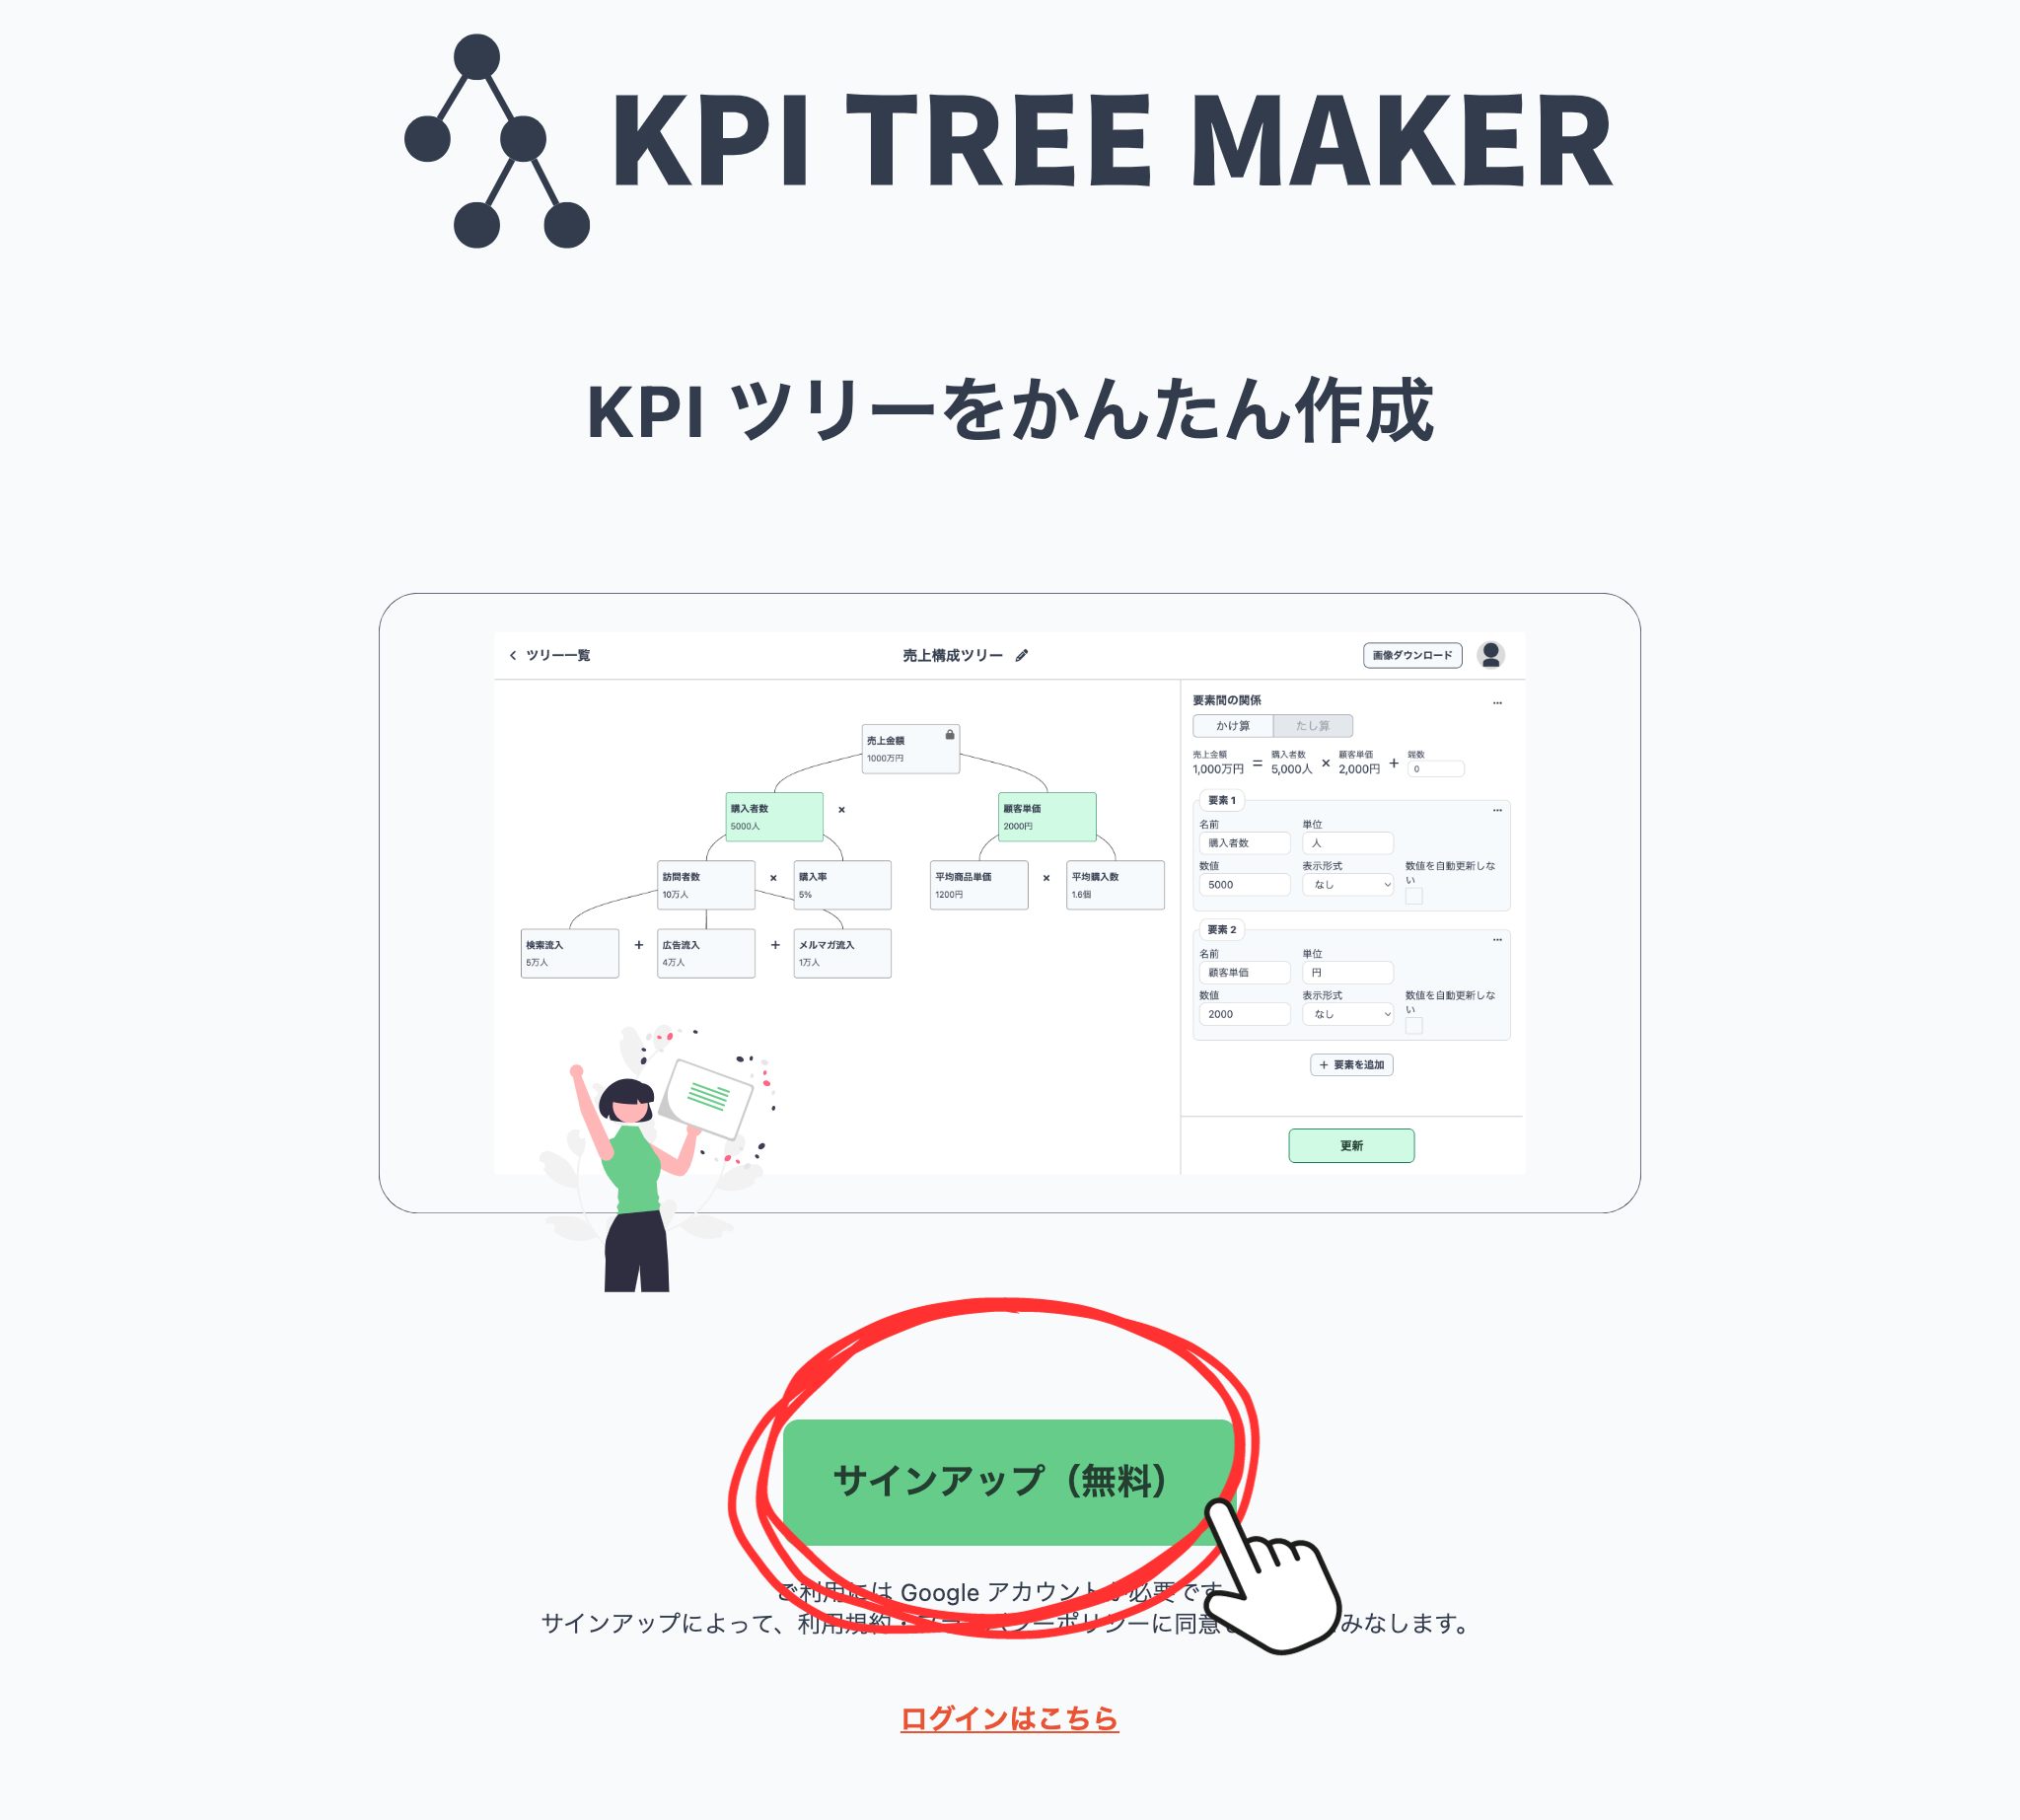 KPI TREE MAKER
KPI ツリーをかんたん作成
ツリー一覧
売上構成ツリー
画像ダウンロード
売上金額
1000万円
購入者数
5000人
×
顧客単価
2000円
訪問者数
10万人
×
購入率
5%
平均商品単価
1200円
×
平均購入数
1.6個
検索流入
5万人
+
広告流入
4万人
+
メルマガ流入
1万人
要素間の関係
...
かけ算
たし算
売上金額 購入者数 顧客単価 端数
1,000万円 = 5,000人 × 2,000円 + 0
要素 1
...
名前 単位
購入者数 人
数値 表示形式 数値を自動更新しな
い
5000 なし
要素 2
...
名前 単位
顧客単価 円
数値 表示形式 数値を自動更新しな
い
2000 なし
+ 要素を追加
更新
サインアップ（無料）
ご利用には Google アカウントが必要です
サインアップによって、利用規約・ ーポリシーに同意 みなします。
ログインはこちら